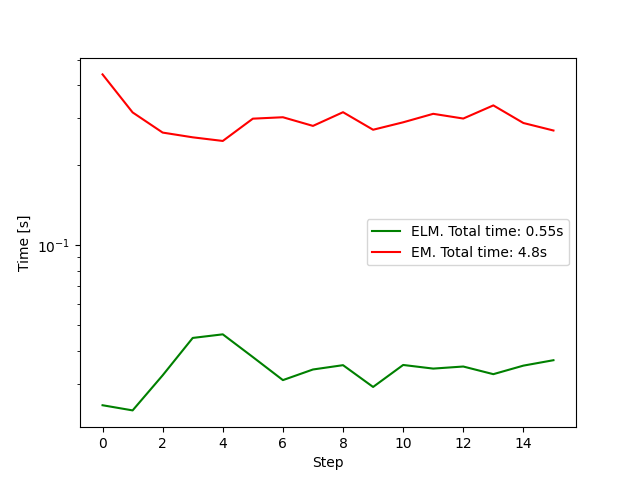 Time [s]
10⁻¹
ELM. Total time: 0.55s
EM. Total time: 4.8s
0 2 4 6 8 10 12 14
Step